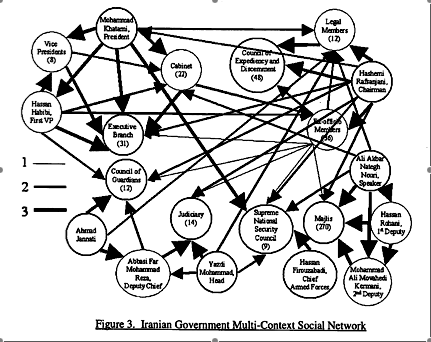 Mohammad
Khatami,
President
Legal
Members
(12)
Vice
Presidents
(8)
Cabinet
(22)
Council of
Expediency and
Discernment
(48)
Hashemi
Rafsanjani,
Chairman
Hassan
Habibi,
First VP
Executive
Branch
(31)
Members
(36)
Ali Akbar
Nategh
Noori,
Speaker
1
2
3
Council of
Guardians
(12)
Judiciary
(14)
Supreme
National
Security
Council
(9)
Majlis
(270)
Hassan
Rohani,
1st Deputy
Ahmad
Jannati
Abbasi Far
Mohammad
Reza,
Deputy Chief
Yazdi
Mohammad,
Head
Hassan
Firouzabadi,
Chief
Armed Forces
Mohammad
Ali Movahedi
Kermani,
2nd Deputy
Figure 3. Iranian Government Multi-Context Social Network